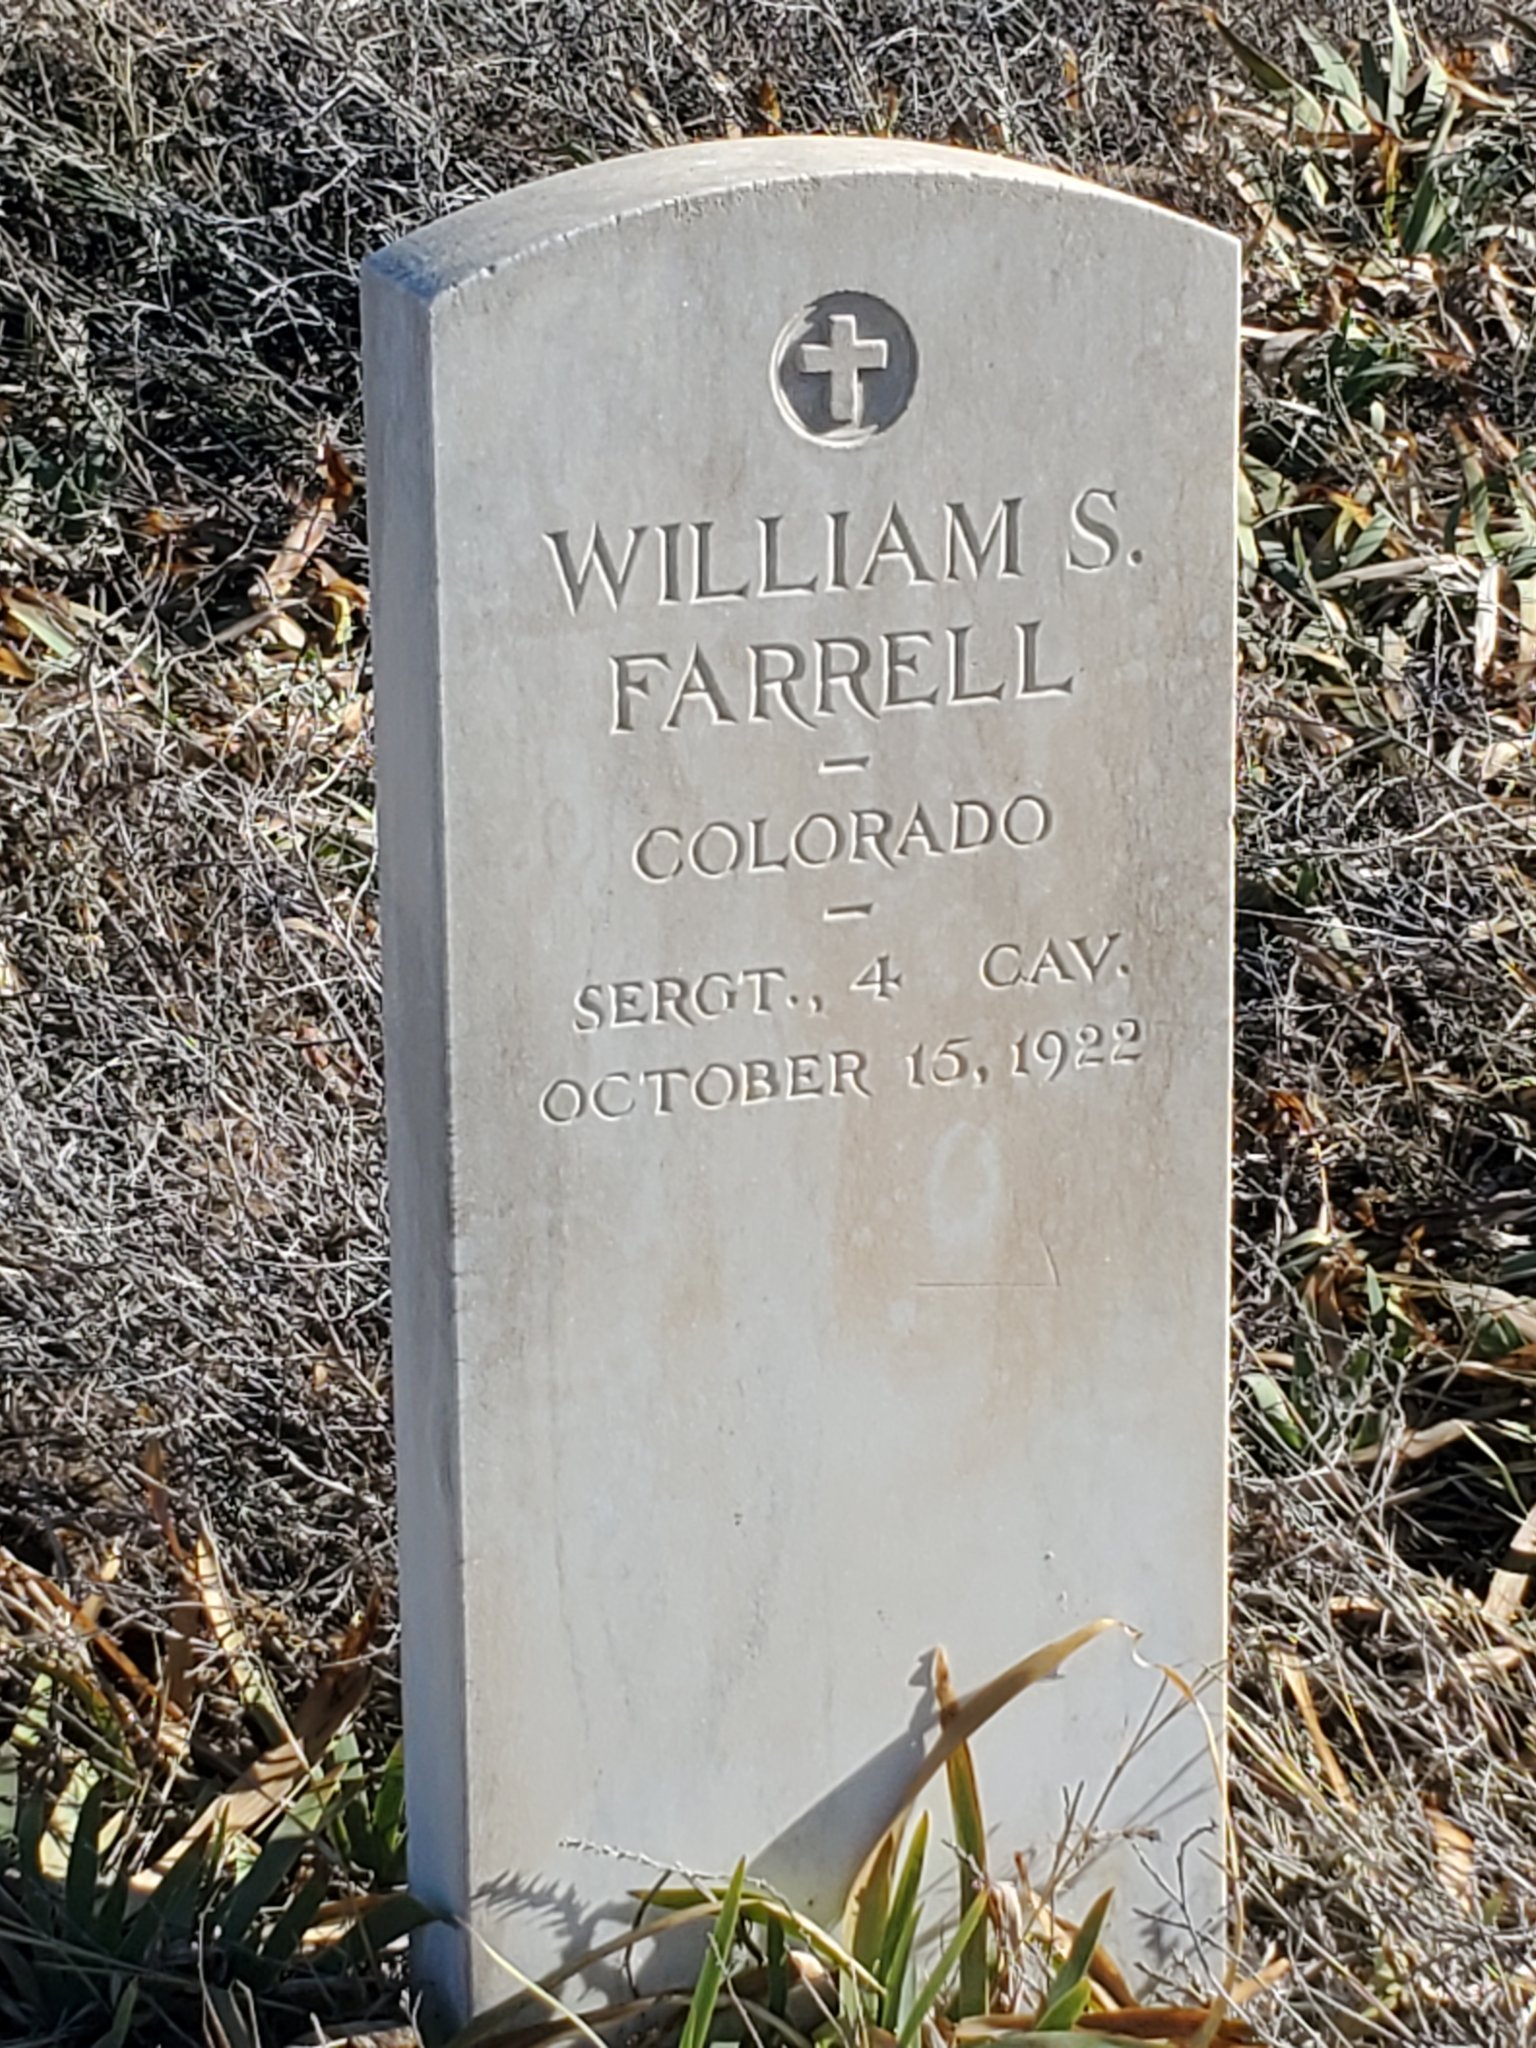 WILLIAM S.
FARRELL
-
COLORADO
-
SERGT., 4 CAV.
OCTOBER 15, 1922